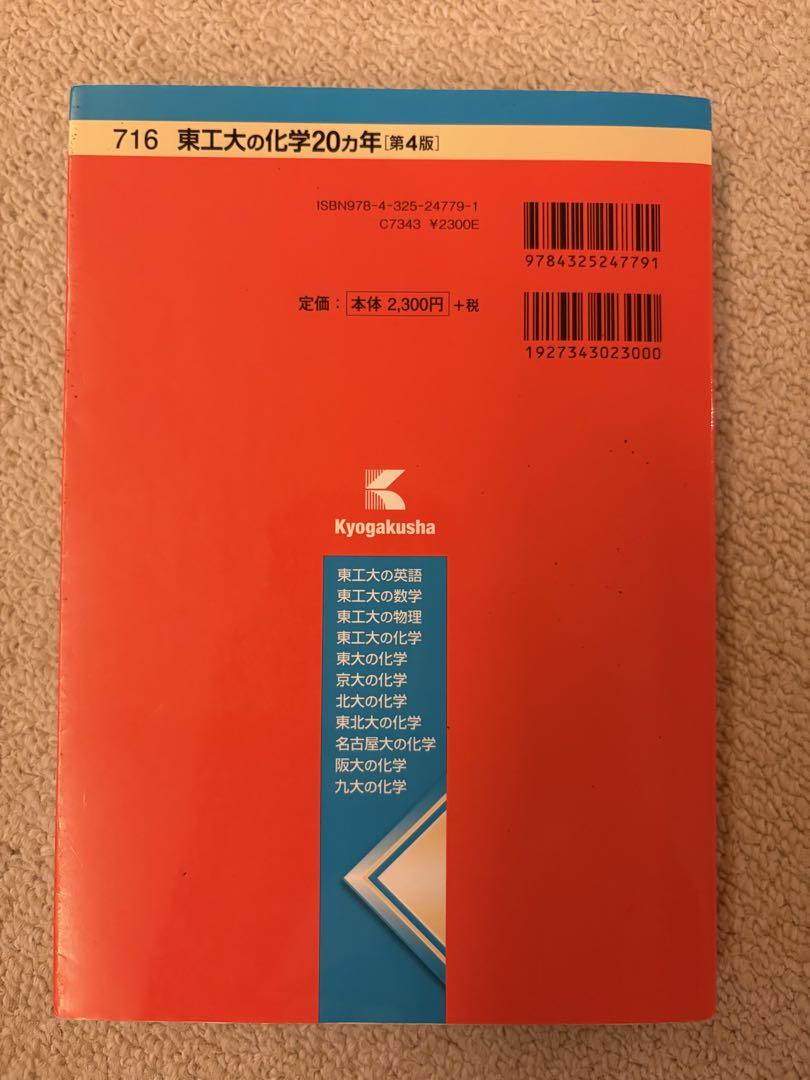 716 東工大の化学20カ年[第4版]
ISBN978-4-325-24779-1
C7343 ¥2300E
9784325247791
定価： 本体 2,300円 +税
1927343023000
Kyogakusha
東工大の英語
東工大の数学
東工大の物理
東工大の化学
東大の化学
京大の化学
北大の化学
東北大の化学
名古屋大の化学
阪大の化学
九大の化学